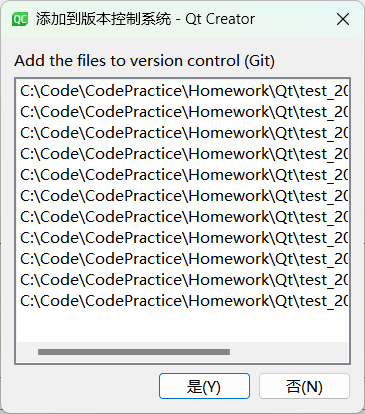 QC 添加到版本控制系统 - Qt Creator
Add the files to version control (Git)
C:\Code\CodePractice\Homework\Qt\test_20
C:\Code\CodePractice\Homework\Qt\test_20
C:\Code\CodePractice\Homework\Qt\test_20
C:\Code\CodePractice\Homework\Qt\test_20
C:\Code\CodePractice\Homework\Qt\test_20
C:\Code\CodePractice\Homework\Qt\test_20
C:\Code\CodePractice\Homework\Qt\test_20
C:\Code\CodePractice\Homework\Qt\test_20
C:\Code\CodePractice\Homework\Qt\test_20
C:\Code\CodePractice\Homework\Qt\test_20
C:\Code\CodePractice\Homework\Qt\test_20
是(Y) 否(N)